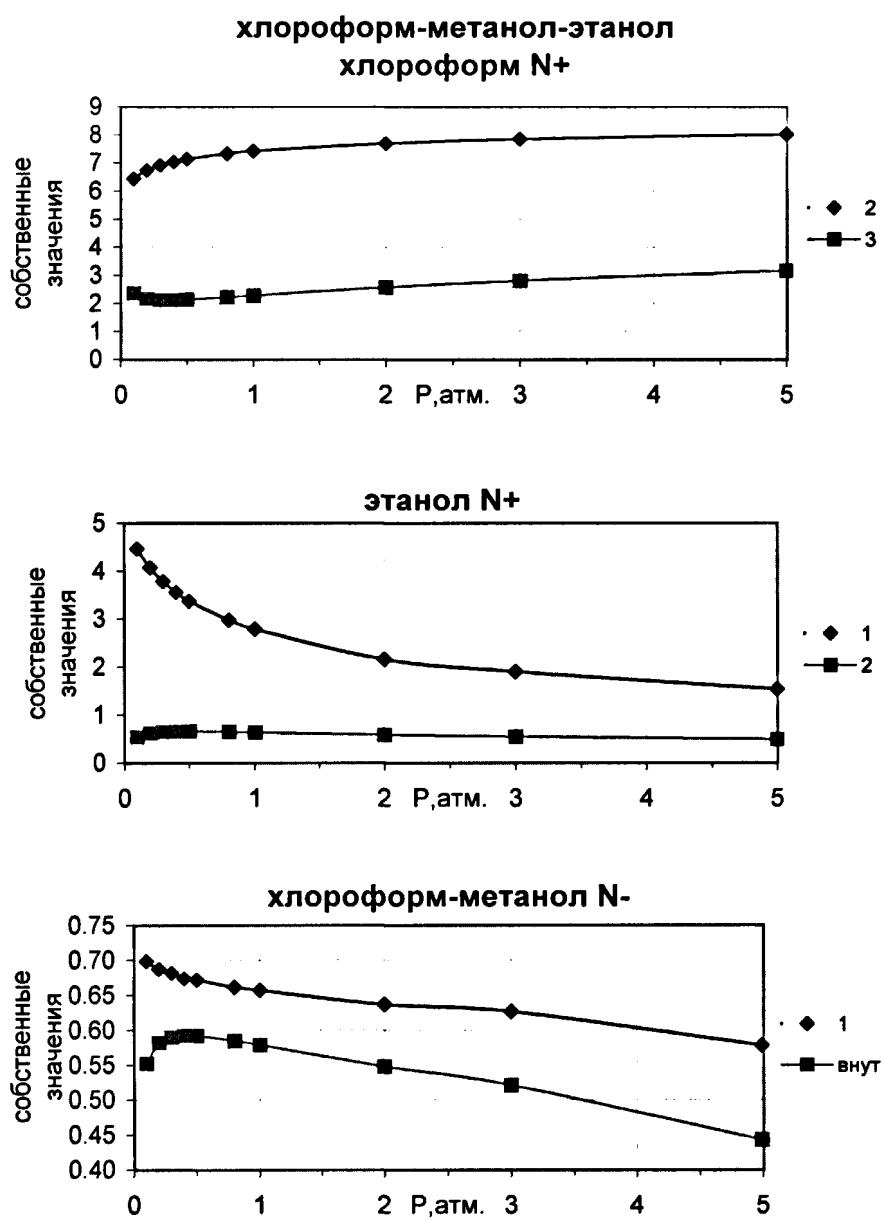 хлороформ-метанол-этанол
хлороформ N+
собственные
значения
9
8
7
6
5
4
3
2
1
0
0 1 2 P,атм. 3 4 5
2
3
этанол N+
собственные
значения
5
4
3
2
1
0
0 1 2 P,атм. 3 4 5
1
2
хлороформ-метанол N-
собственные
значения
0.75
0.70
0.65
0.60
0.55
0.50
0.45
0.40
0 1 2 P,атм. 3 4 5
1
внут